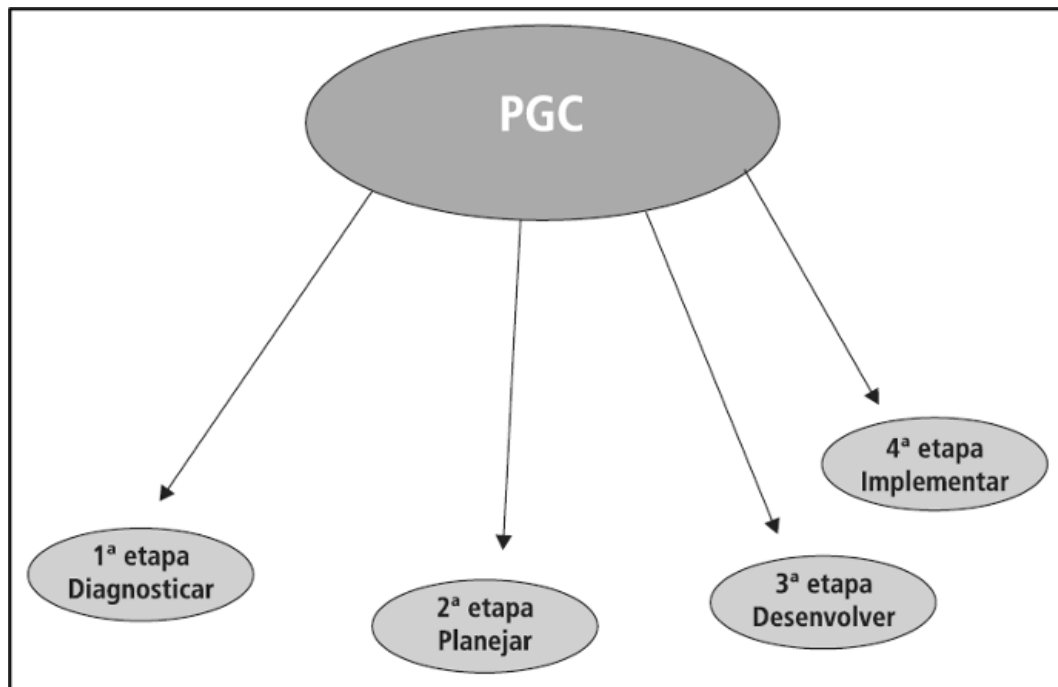 PGC
1ª etapa
Diagnosticar
2ª etapa
Planejar
3ª etapa
Desenvolver
4ª etapa
Implementar